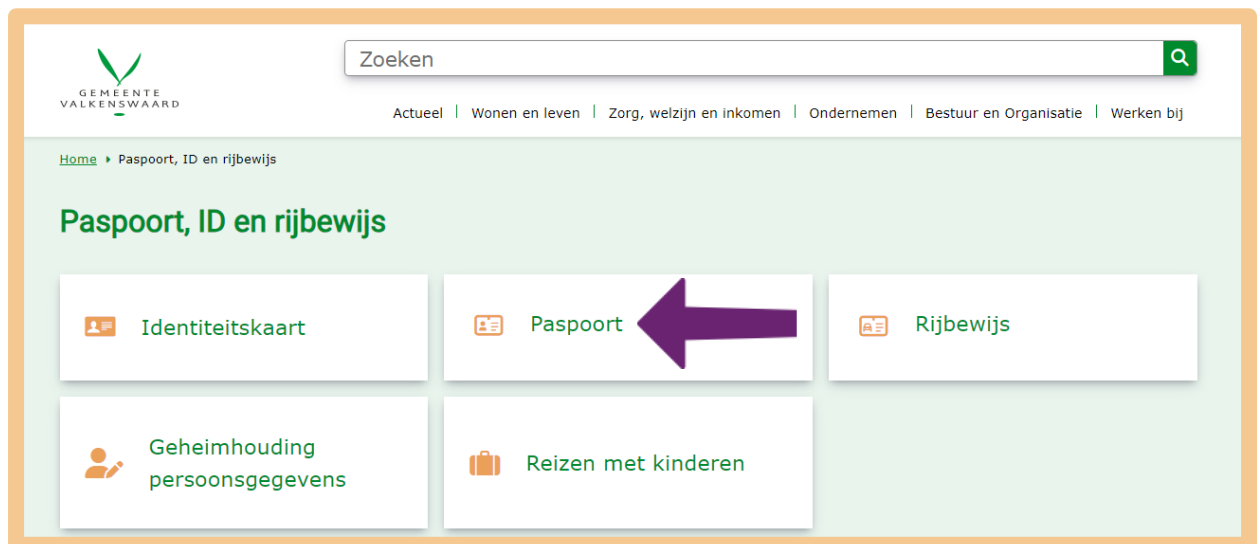 GEMEENTE
VALKENSWAARD
Zoeken
Actueel
Wonen en leven
Zorg, welzijn en inkomen
Ondernemen
Bestuur en Organisatie
Werken bij
Home
Paspoort, ID en rijbewijs
Paspoort, ID en rijbewijs
Identiteitskaart
Paspoort
Rijbewijs
Geheimhouding
persoonsgegevens
Reizen met kinderen